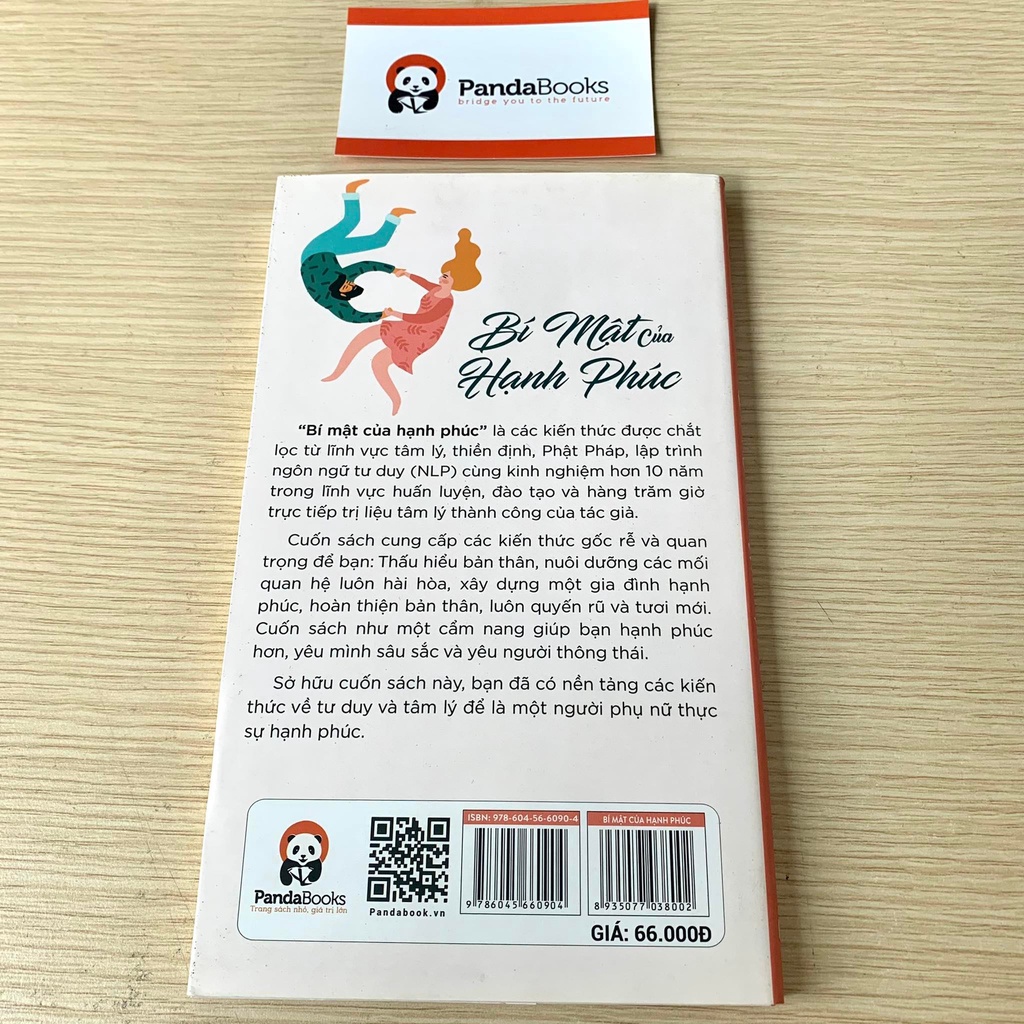 PandaBooks
bridge you to the future
Bí Mật của
Hạnh Phúc
“Bí mật của hạnh phúc” là các kiến thức được chắt
lọc từ lĩnh vực tâm lý, thiền định, Phật Pháp, lập trình
ngôn ngữ tư duy (NLP) cùng kinh nghiệm hơn 10 năm
trong lĩnh vực huấn luyện, đào tạo và hàng trăm giờ
trực tiếp trị liệu tâm lý thành công của tác giả.
Cuốn sách cung cấp các kiến thức gốc rễ và quan
trọng để bạn: Thấu hiểu bản thân, nuôi dưỡng các mối
quan hệ luôn hài hòa, xây dựng một gia đình hạnh
phúc, hoàn thiện bản thân, luôn quyến rũ và tươi mới.
Cuốn sách như một cẩm nang giúp bạn hạnh phúc
hơn, yêu mình sâu sắc và yêu người thông thái.
Sở hữu cuốn sách này, bạn đã có nền tảng các kiến
thức về tư duy và tâm lý để là một người phụ nữ thực
sự hạnh phúc.
PandaBooks
Trang sách nhỏ, giá trị lớn
Pandabook.vn
ISBN: 978-604-56-6090-4
9 786045 660904
BÍ MẬT CỦA HẠNH PHÚC
8 935077 038002
GIÁ: 66.000Đ